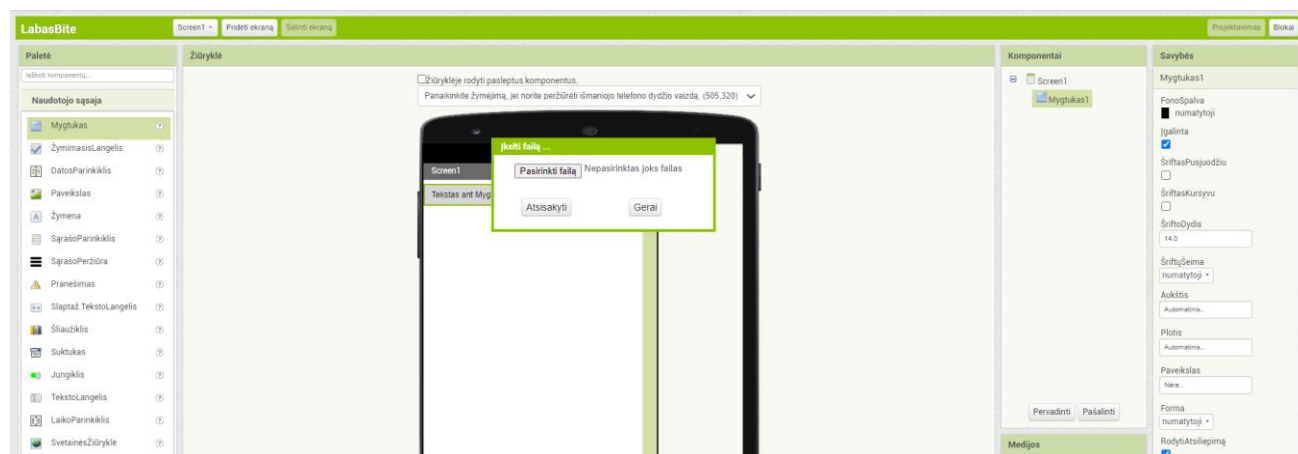 LabasBite
Screen1
Pridėti ekraną
Šalinti ekraną
Projektavimas
Blokai
Paletė
Ieškoti komponentų...
Naudotojo sąsaja
Mygtukas
ŽymimasisLangelis
DatosParinkiklis
Paveikslas
Žymena
SąrašoParinkiklis
SąrašoPeržiūra
Pranešimas
Slaptaž.TekstoLangelis
Šliaužiklis
Suktukas
Jungiklis
TekstoLangelis
LaikoParinkiklis
SvetainėsŽiūryklė
Žiūryklė
Žiūryklėje rodyti pasleptus komponentus.
Panaikinkite žymėjimą, jei norite peržiūrėti išmaniojo telefono dydžio vaizdą. (505,320)
Screen1
Tekstas ant Myg
Įkelti failą ...
Pasirinkti failą Nepasirinktas joks failas
Atsisakyti
Gerai
Komponentai
Screen1
Mygtukas1
Pervadinti
Pašalinti
Medijos
Savybės
Mygtukas1
FonoSpalva
numatytoji
Įgalinta
ŠriftasPusjuodžiu
ŠriftasKursyvu
ŠriftoDydis
14.0
ŠriftųŠeima
numatytoji
Aukštis
Automatinis...
Plotis
Automatinis...
Paveikslas
Nėra...
Forma
numatytoji
RodytiAtsiliepimą